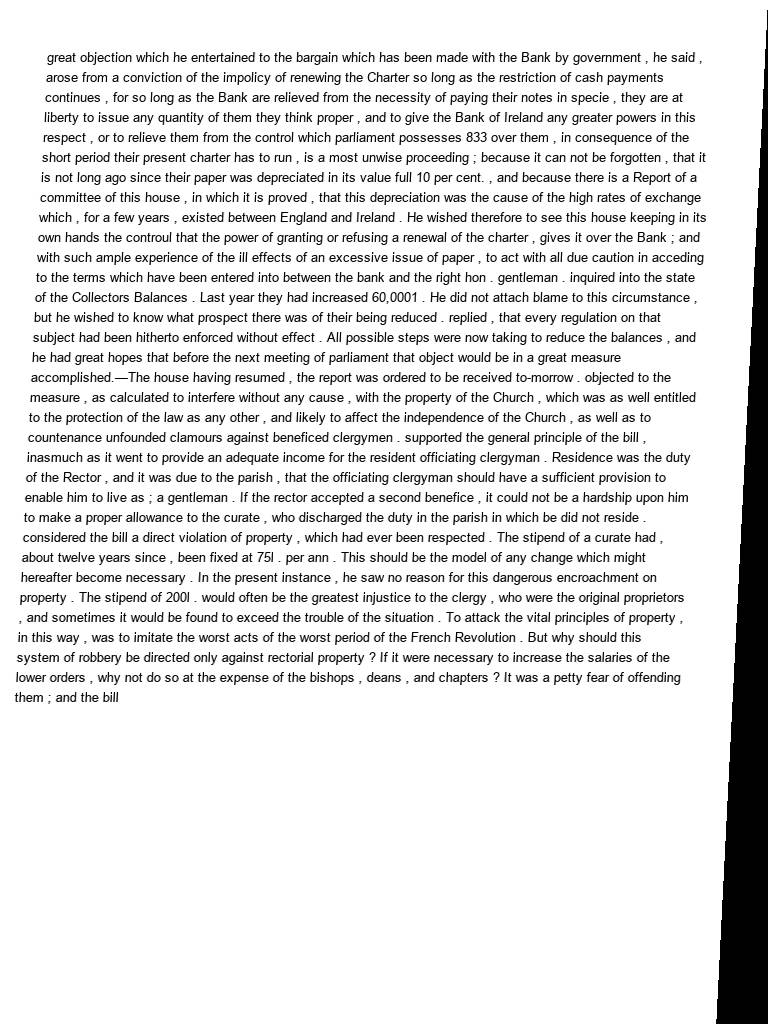 great objection which he entertained to the bargain which has been made with the Bank by government , he said ,
arose from a conviction of the impolicy of renewing the Charter so long as the restriction of cash payments
continues , for so long as the Bank are relieved from the necessity of paying their notes in specie , they are at
liberty to issue any quantity of them they think proper , and to give the Bank of Ireland any greater powers in this
respect , or to relieve them from the control which parliament possesses 833 over them , in consequence of the
short period their present charter has to run , is a most unwise proceeding ; because it can not be forgotten , that it
is not long ago since their paper was depreciated in its value full 10 per cent. , and because there is a Report of a
committee of this house , in which it is proved , that this depreciation was the cause of the high rates of exchange
which , for a few years , existed between England and Ireland . He wished therefore to see this house keeping in its
own hands the controul that the power of granting or refusing a renewal of the charter , gives it over the Bank ; and
with such ample experience of the ill effects of an excessive issue of paper , to act with all due caution in acceding
to the terms which have been entered into between the bank and the right hon . gentleman . inquired into the state
of the Collectors Balances . Last year they had increased 60,0001 . He did not attach blame to this circumstance ,
but he wished to know what prospect there was of their being reduced . replied , that every regulation on that
subject had been hitherto enforced without effect . All possible steps were now taking to reduce the balances , and
he had great hopes that before the next meeting of parliament that object would be in a great measure
accomplished.—The house having resumed , the report was ordered to be received to-morrow . objected to the
measure , as calculated to interfere without any cause , with the property of the Church , which was as well entitled
to the protection of the law as any other , and likely to affect the independence of the Church , as well as to
countenance unfounded clamours against beneficed clergymen . supported the general principle of the bill ,
inasmuch as it went to provide an adequate income for the resident officiating clergyman . Residence was the duty
of the Rector , and it was due to the parish , that the officiating clergyman should have a sufficient provision to
enable him to live as ; a gentleman . If the rector accepted a second benefice , it could not be a hardship upon him
to make a proper allowance to the curate , who discharged the duty in the parish in which be did not reside .
considered the bill a direct violation of property , which had ever been respected . The stipend of a curate had ,
about twelve years since , been fixed at 75l . per ann . This should be the model of any change which might
hereafter become necessary . In the present instance , he saw no reason for this dangerous encroachment on
property . The stipend of 200l . would often be the greatest injustice to the clergy , who were the original proprietors
, and sometimes it would be found to exceed the trouble of the situation . To attack the vital principles of property ,
in this way , was to imitate the worst acts of the worst period of the French Revolution . But why should this
system of robbery be directed only against rectorial property ? If it were necessary to increase the salaries of the
lower orders , why not do so at the expense of the bishops , deans , and chapters ? It was a petty fear of offending
them ; and the bill